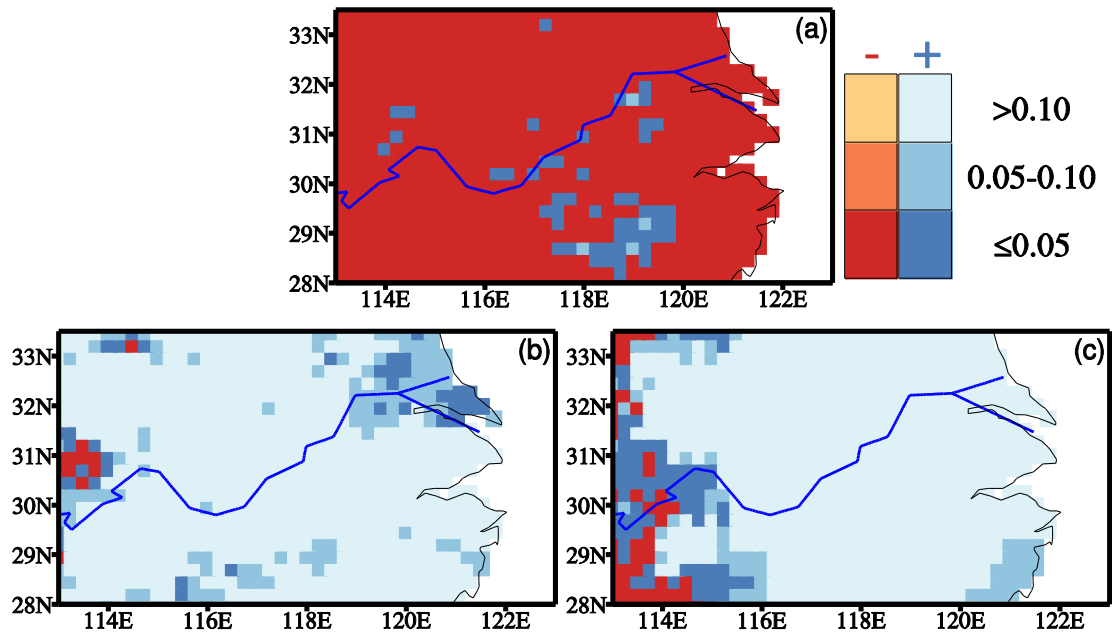 (a)
33N
32N
31N
30N
29N
28N
114E 116E 118E 120E 122E
- +
>0.10
0.05-0.10
≤0.05
(b)
33N
32N
31N
30N
29N
28N
114E 116E 118E 120E 122E
(c)
33N
32N
31N
30N
29N
28N
114E 116E 118E 120E 122E